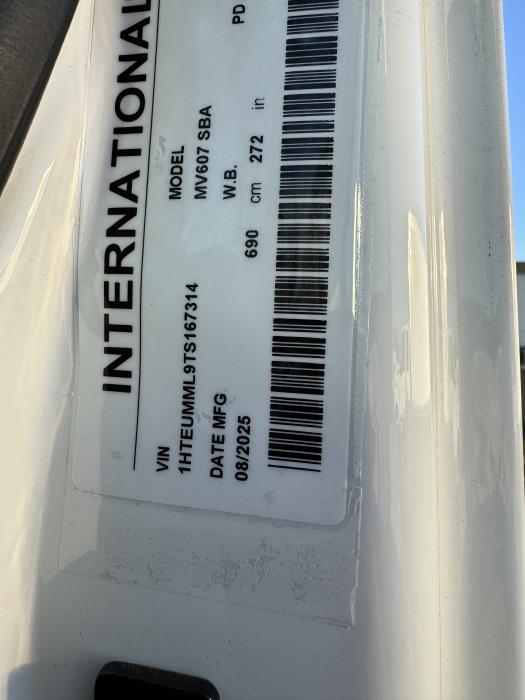 INTERNATIONAL
VIN
1HTEUMML9TS167314
MODEL
MV607 SBA
PD
DATE MFG
08/2025
W.B.
690 cm 272 in